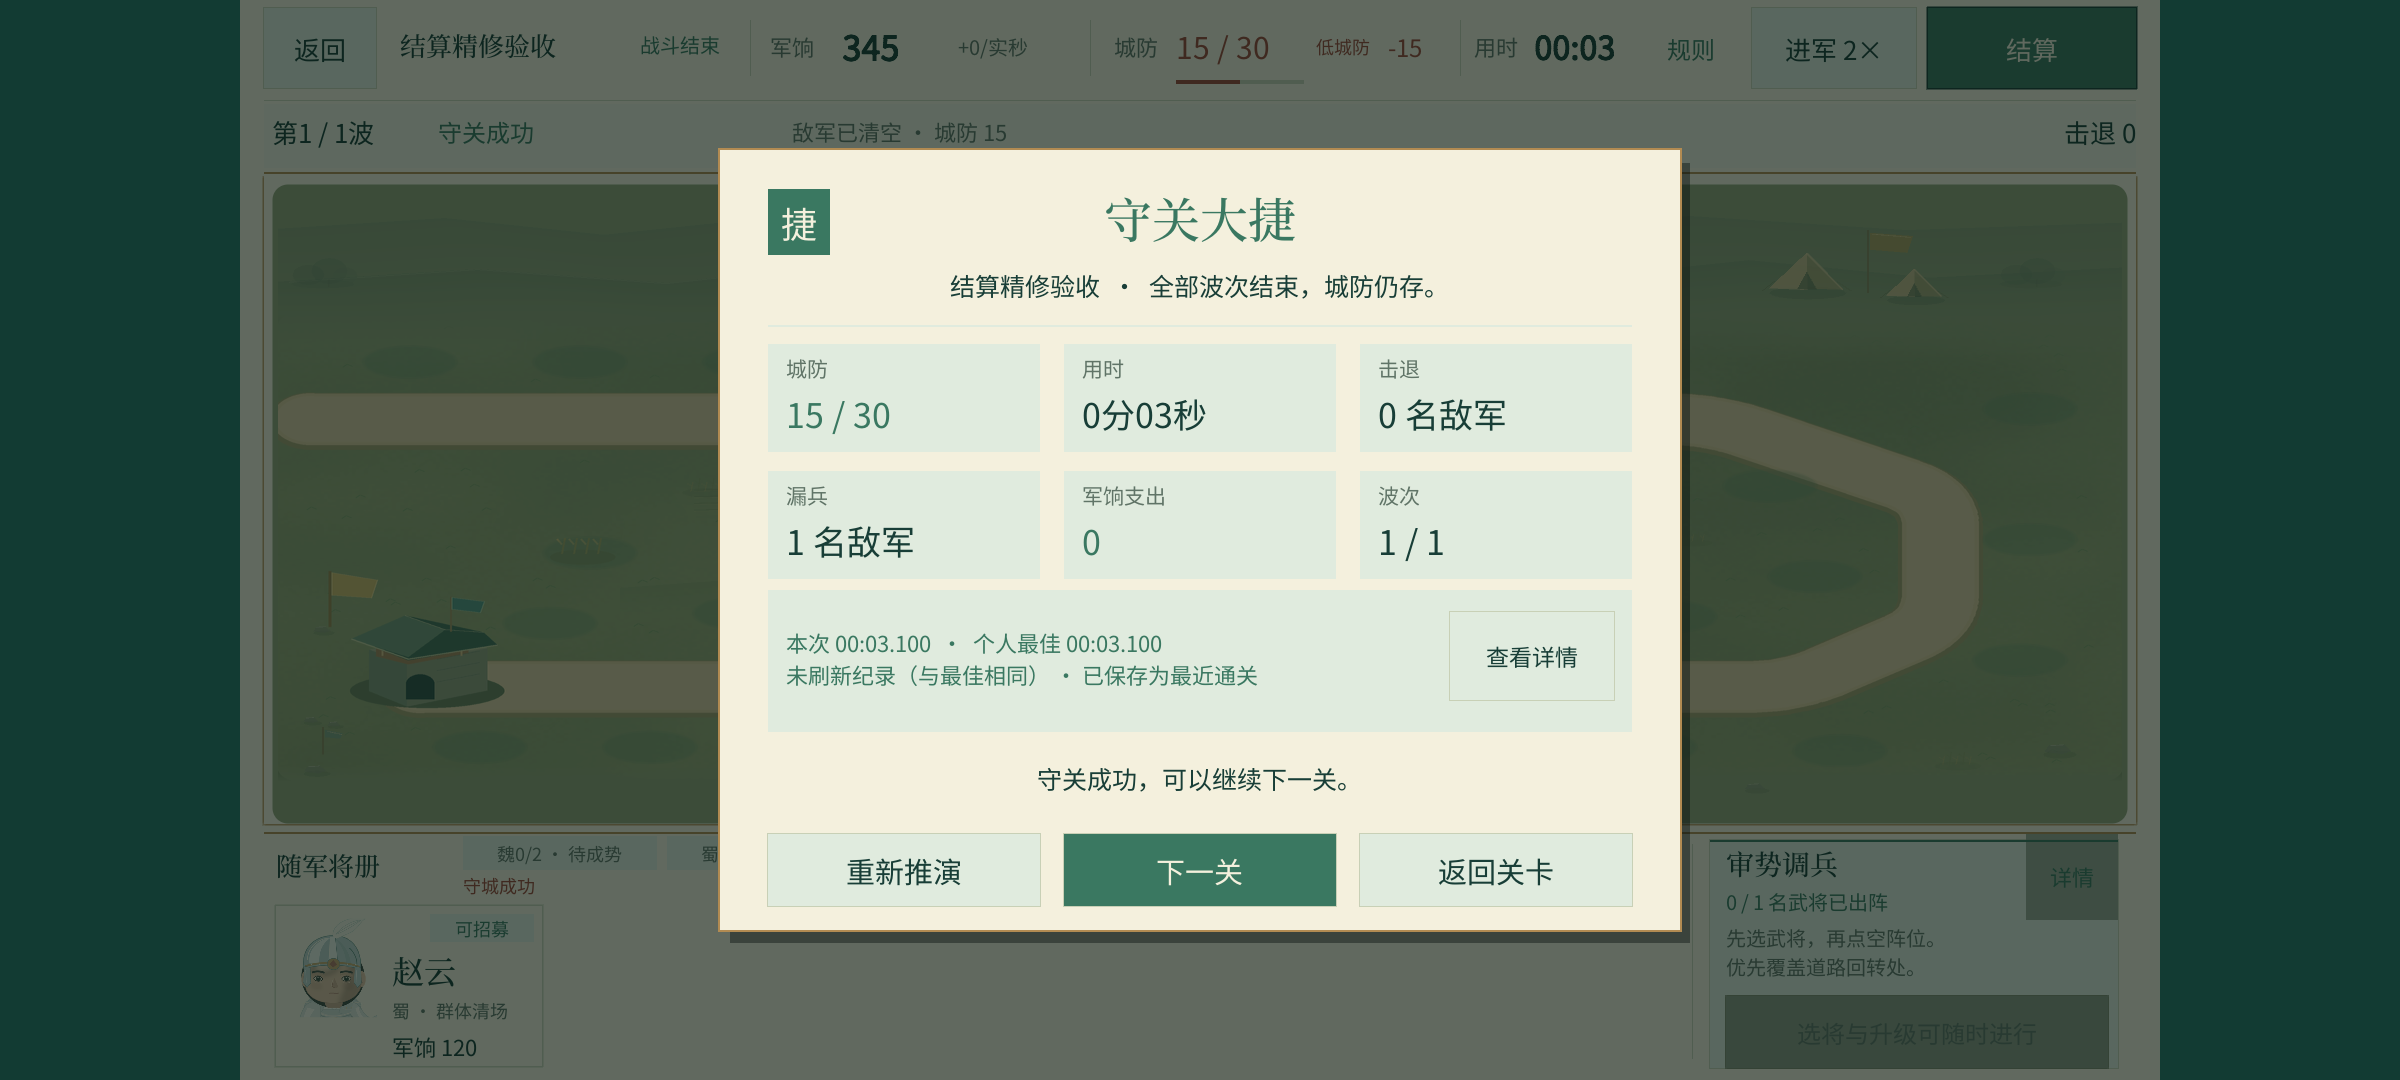 返回 结算精修验收 战斗结束 军饷 345 +0/实秒 城防 15 / 30 低城防 -15 用时 00:03 规则 进军 2× 结算
第1 / 1波 守关成功 敌军已清空 · 城防 15 击退 0
捷 守关大捷
结算精修验收 · 全部波次结束，城防仍存。
城防 用时 击退
15 / 30 0分03秒 0 名敌军
漏兵 军饷支出 波次
1 名敌军 0 1 / 1
本次 00:03.100 · 个人最佳 00:03.100
未刷新纪录（与最佳相同） · 已保存为最近通关
查看详情
守关成功，可以继续下一关。
重新推演 下一关 返回关卡
随军将册 魏0/2 · 待成势 蜀
守城成功
可招募
赵云
蜀 · 群体清场
军饷 120
审势调兵 详情
0 / 1 名武将已出阵
先选武将，再点空阵位。
优先覆盖道路回转处。
选将与升级可随时进行